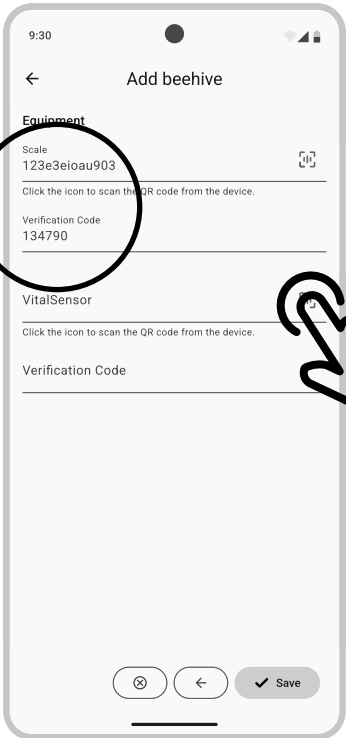 9:30
Add beehive
Equipment
Scale
123e3eioau903
Click the icon to scan the QR code from the device.
Verification Code
134790
VitalSensor
Click the icon to scan the QR code from the device.
Verification Code
Save